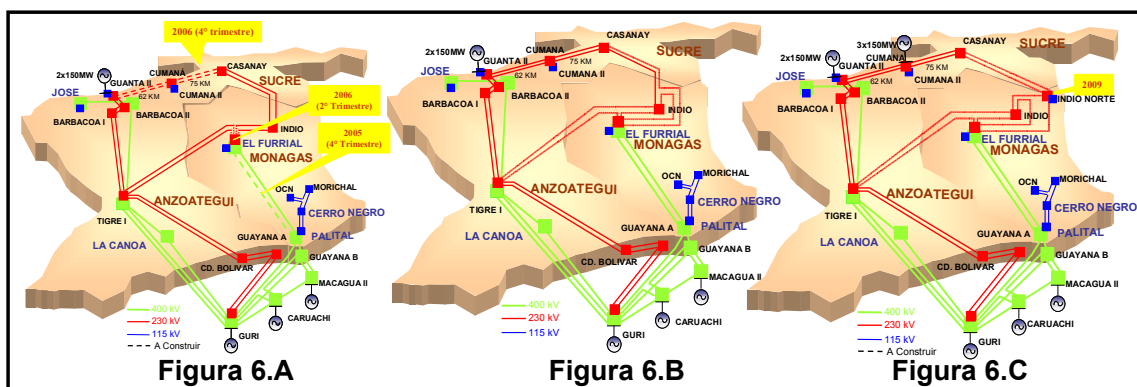 2006 (4° trimestre)
2x150MW
GUANTA II
CUMANÁ
CASANAY
SUCRE
75 KM
JOSE
62 KM
CUMANA II
BARBACOA I
BARBACOA II
2006
(2° Trimestre)
INDIO
EL FURRIAL
2005
(4° Trimestre)
MONAGAS
ANZOATEGUI
OCN
MORICHAL
TIGRE I
CERRO NEGRO
LA CANOA
PALITAL
GUAYANA A
GUAYANA B
CD. BOLIVAR
MACAGUA II
400 kV
230 kV
115 kV
A Construir
CARUACHI
GURI
Figura 6.A
2x150MW
GUANTA II
CUMANA
CASANAY
SUCRE
75 KM
JOSE
62 KM
CUMANA II
BARBACOA I
BARBACOA II
INDIO
EL FURRIAL
MONAGAS
ANZOATEGUI
OCN
MORICHAL
TIGRE I
CERRO NEGRO
LA CANOA
PALITAL
GUAYANA A
GUAYANA B
CD. BOLIVAR
MACAGUA II
400 kV
230 kV
115 kV
CARUACHI
GURI
Figura 6.B
2x150MW
3x150MW
GUANTA II
CUMANA
CASANAY
SUCRE
75 KM
JOSE
62 KM
CUMANA II
2009
INDIO NORTE
BARBACOA I
BARBACOA II
INDIO
EL FURRIAL
MONAGAS
ANZOATEGUI
OCN
MORICHAL
TIGRE I
CERRO NEGRO
LA CANOA
PALITAL
GUAYANA A
GUAYANA B
CD. BOLIVAR
MACAGUA II
400 kV
230 kV
115 kV
A Construir
CARUACHI
GURI
Figura 6.C